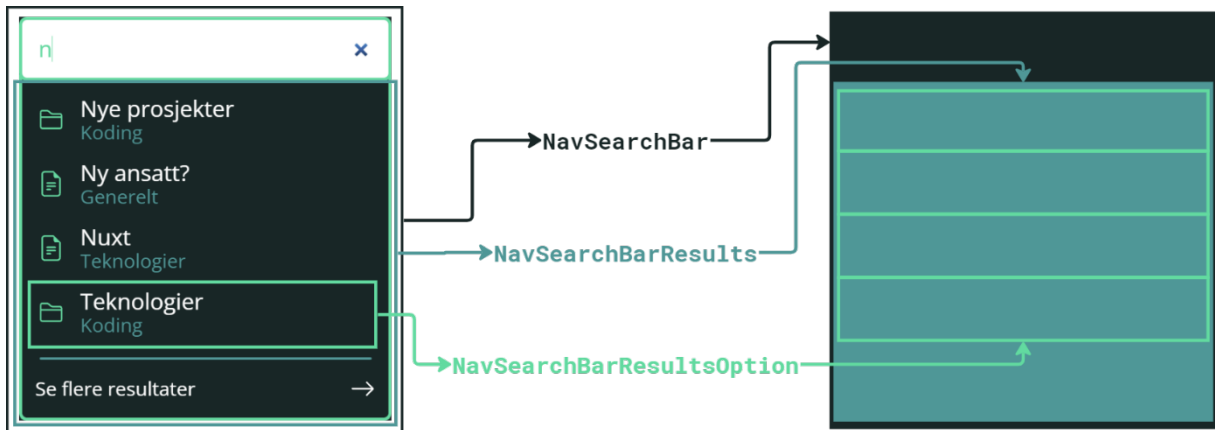 n
Nye prosjekter
Koding
Ny ansatt?
Generelt
Nuxt
Teknologier
Teknologier
Koding
Se flere resultater
NavSearchBar
NavSearchBarResults
NavSearchBarResultsOption